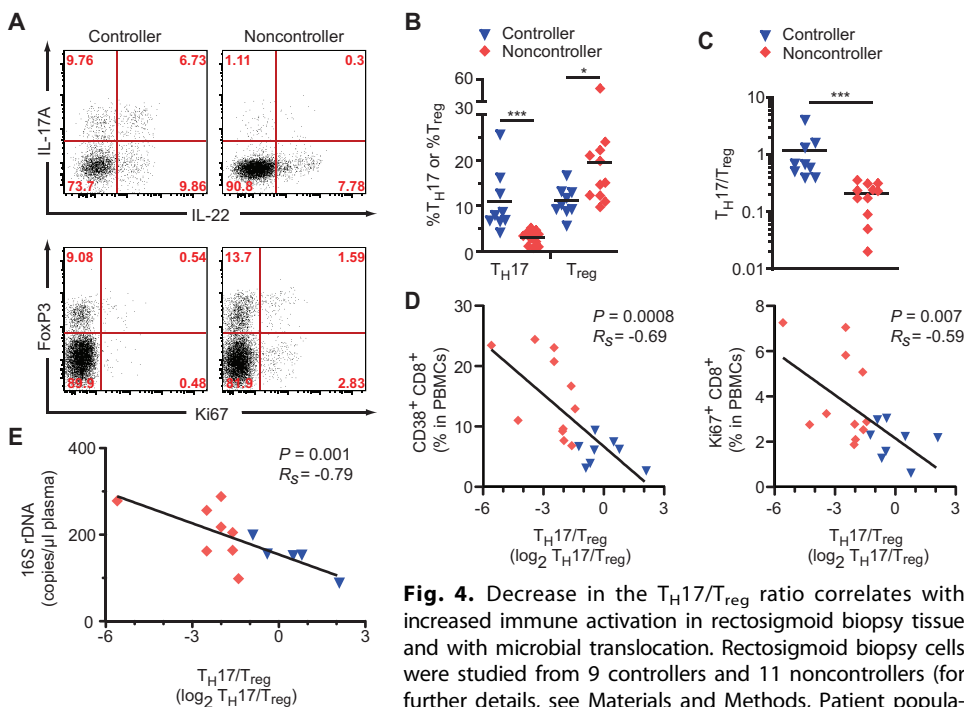 A
Controller
Noncontroller
9.76 6.73
1.11 0.3
73.7 9.86
90.8 7.78
IL-17A
IL-22
9.08 0.54
13.7 1.59
89.9 0.48
81.9 2.83
FoxP3
Ki67
B
Controller
Noncontroller
60
30
20
10
0
***
*
%TH17 or %Treg
TH17
Treg
C
Controller
Noncontroller
10
1
0.1
0.01
***
TH17/Treg
D
30
20
10
0
CD38+ CD8+
(% in PBMCs)
P = 0.0008
RS= -0.69
-6 -3 0 3
TH17/Treg
(log2 TH17/Treg)
8
6
4
2
0
Ki67+ CD8+
(% in PBMCs)
P = 0.007
RS= -0.59
-6 -3 0 3
TH17/Treg
(log2 TH17/Treg)
E
400
200
0
16S rDNA
(copies/µl plasma)
P = 0.001
RS= -0.79
-6 -3 0 3
TH17/Treg
(log2 TH17/Treg)
Fig. 4. Decrease in the TH17/Treg ratio correlates with
increased immune activation in rectosigmoid biopsy tissue
and with microbial translocation. Rectosigmoid biopsy cells
were studied from 9 controllers and 11 noncontrollers (for
further details, see Materials and Methods, Patient popula-